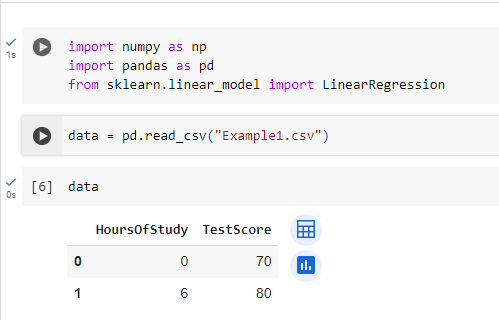 1s
import numpy as np
import pandas as pd
from sklearn.linear_model import LinearRegression
data = pd.read_csv("Example1.csv")
0s
[6] data
HoursOfStudy TestScore
0 0 70
1 6 80